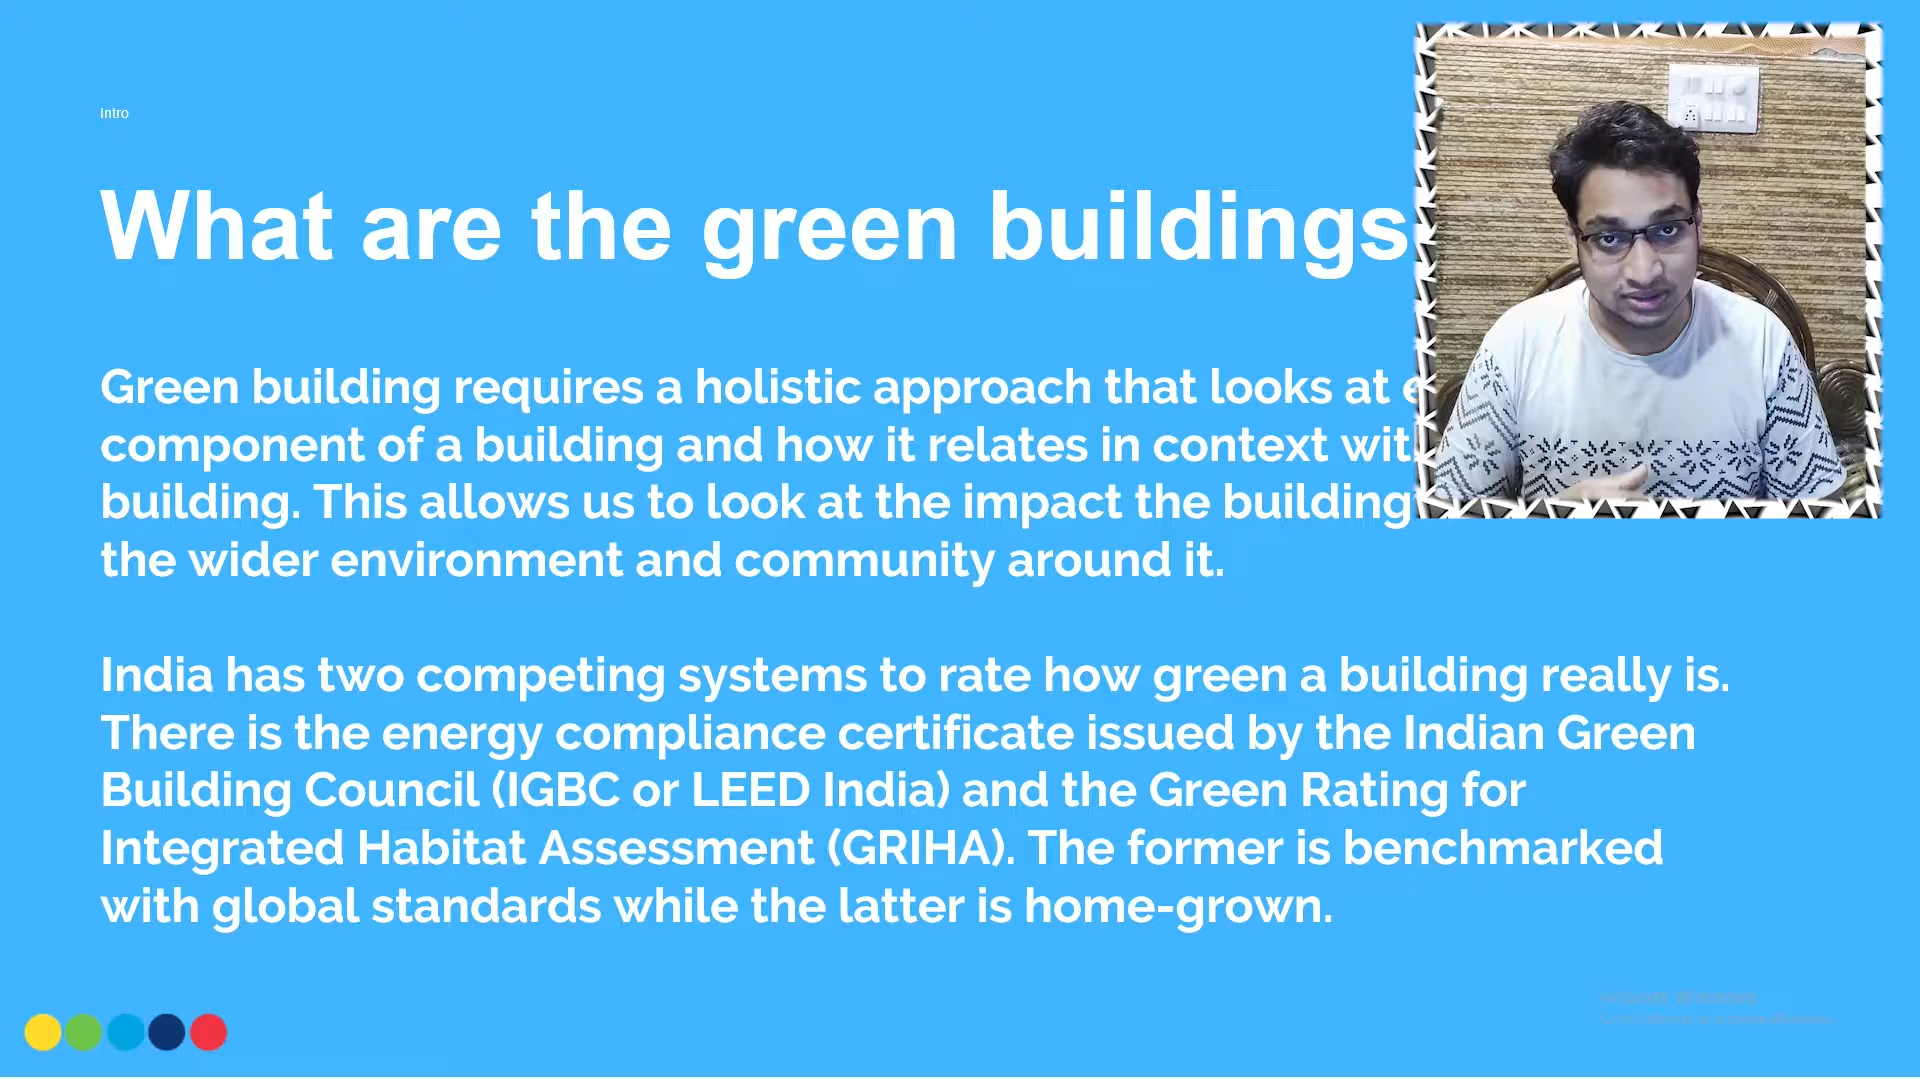 Intro
What are the green buildings
Green building requires a holistic approach that looks at
component of a building and how it relates in context
building. This allows us to look at the impact the building
the wider environment and community around it.
India has two competing systems to rate how green a building really is.
There is the energy compliance certificate issued by the Indian Green
Building Council (IGBC or LEED India) and the Green Rating for
Integrated Habitat Assessment (GRIHA). The former is benchmarked
with global standards while the latter is home-grown.